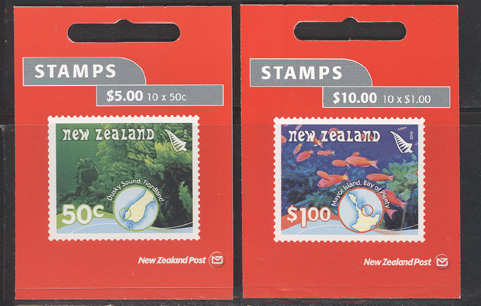 STAMPS
$5.00 10 x 50c
NEW ZEALAND
Dusky Sound, Fiordland
50c
New Zealand Post
STAMPS
$10.00 10 x $1.00
NEW ZEALAND
Mayor Island, Bay of Plenty
$1.00
New Zealand Post